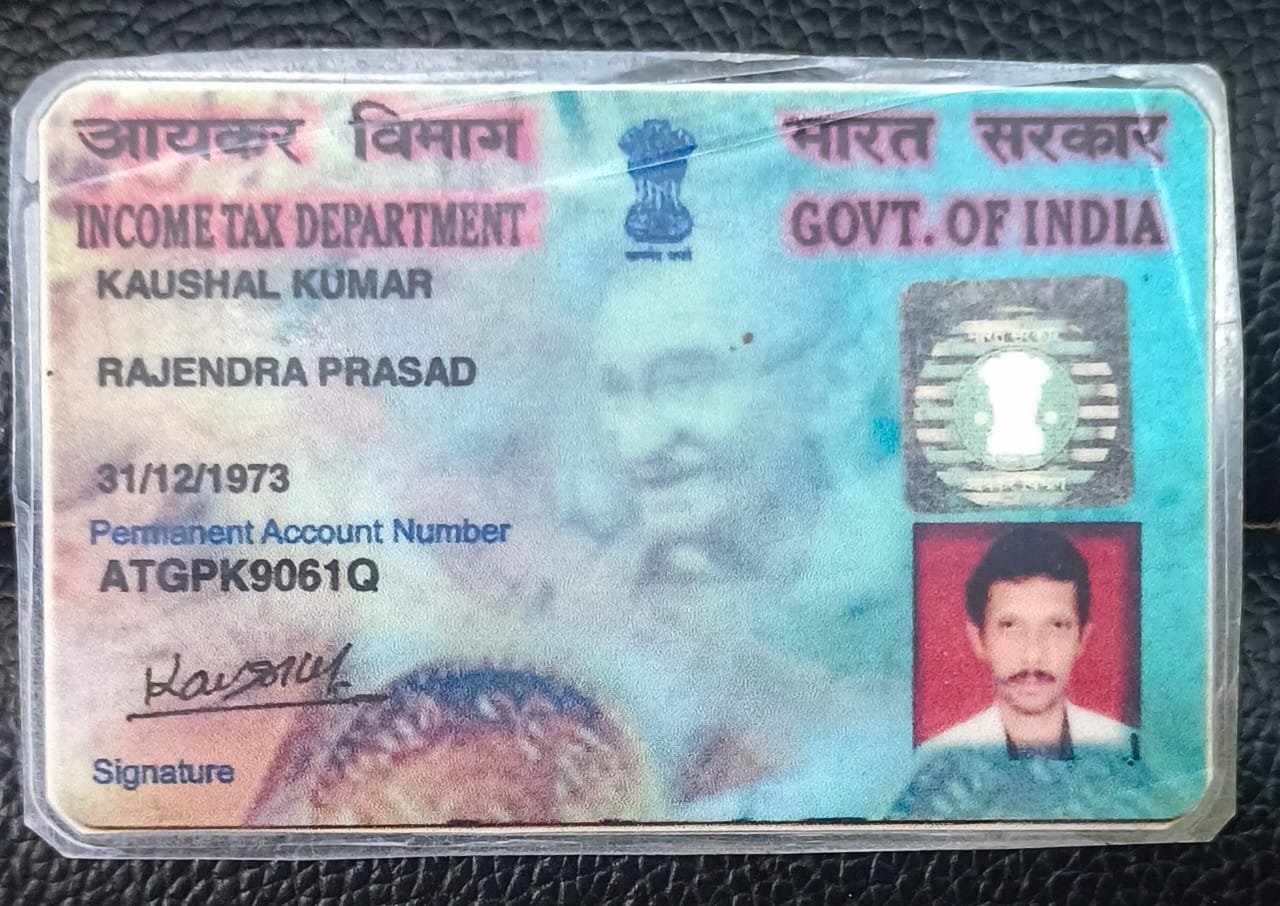 आयकर विभाग
भारत सरकार
INCOME TAX DEPARTMENT
GOVT. OF INDIA
KAUSHAL KUMAR
RAJENDRA PRASAD
31/12/1973
Permanent Account Number
ATGPK9061Q
Kaushal
Signature